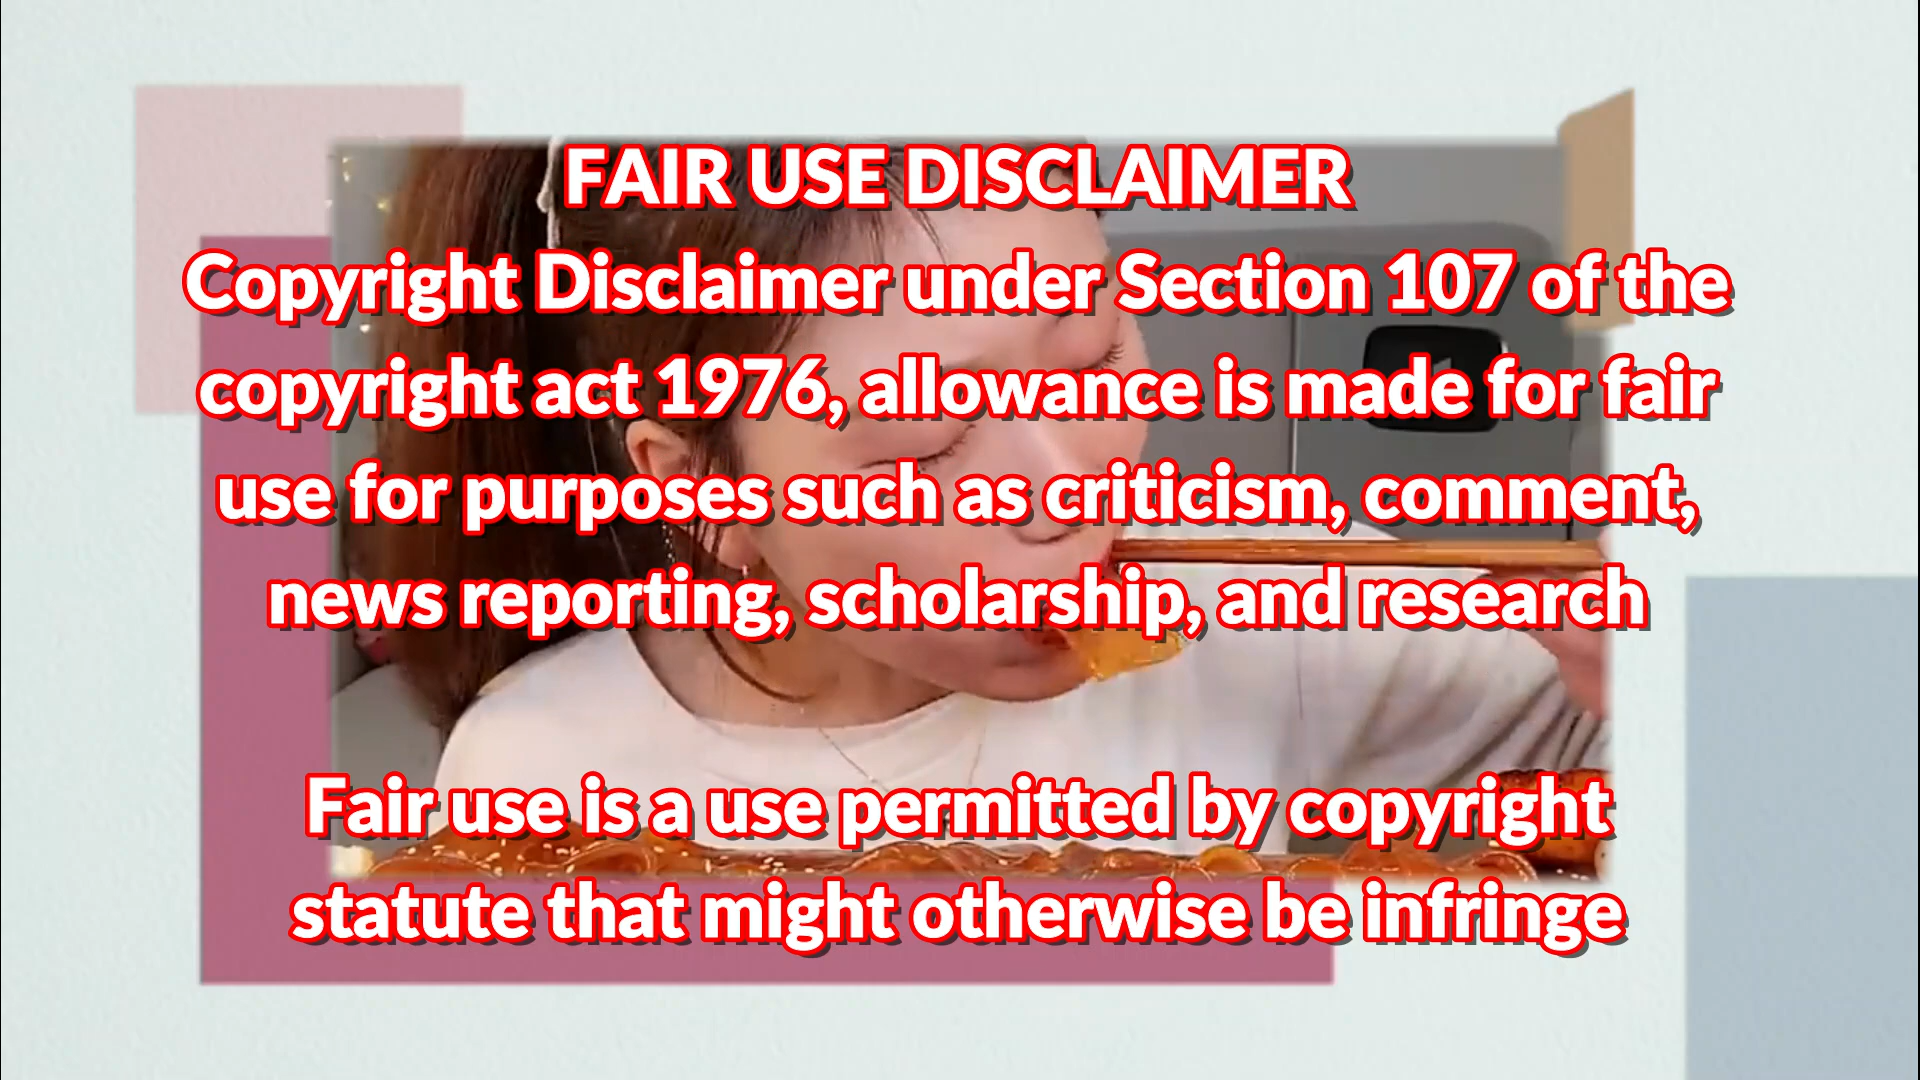 FAIR USE DISCLAIMER
Copyright Disclaimer under Section 107 of the
copyright act 1976, allowance is made for fair
use for purposes such as criticism, comment,
news reporting, scholarship, and research
Fair use is a use permitted by copyright
statute that might otherwise be infringe